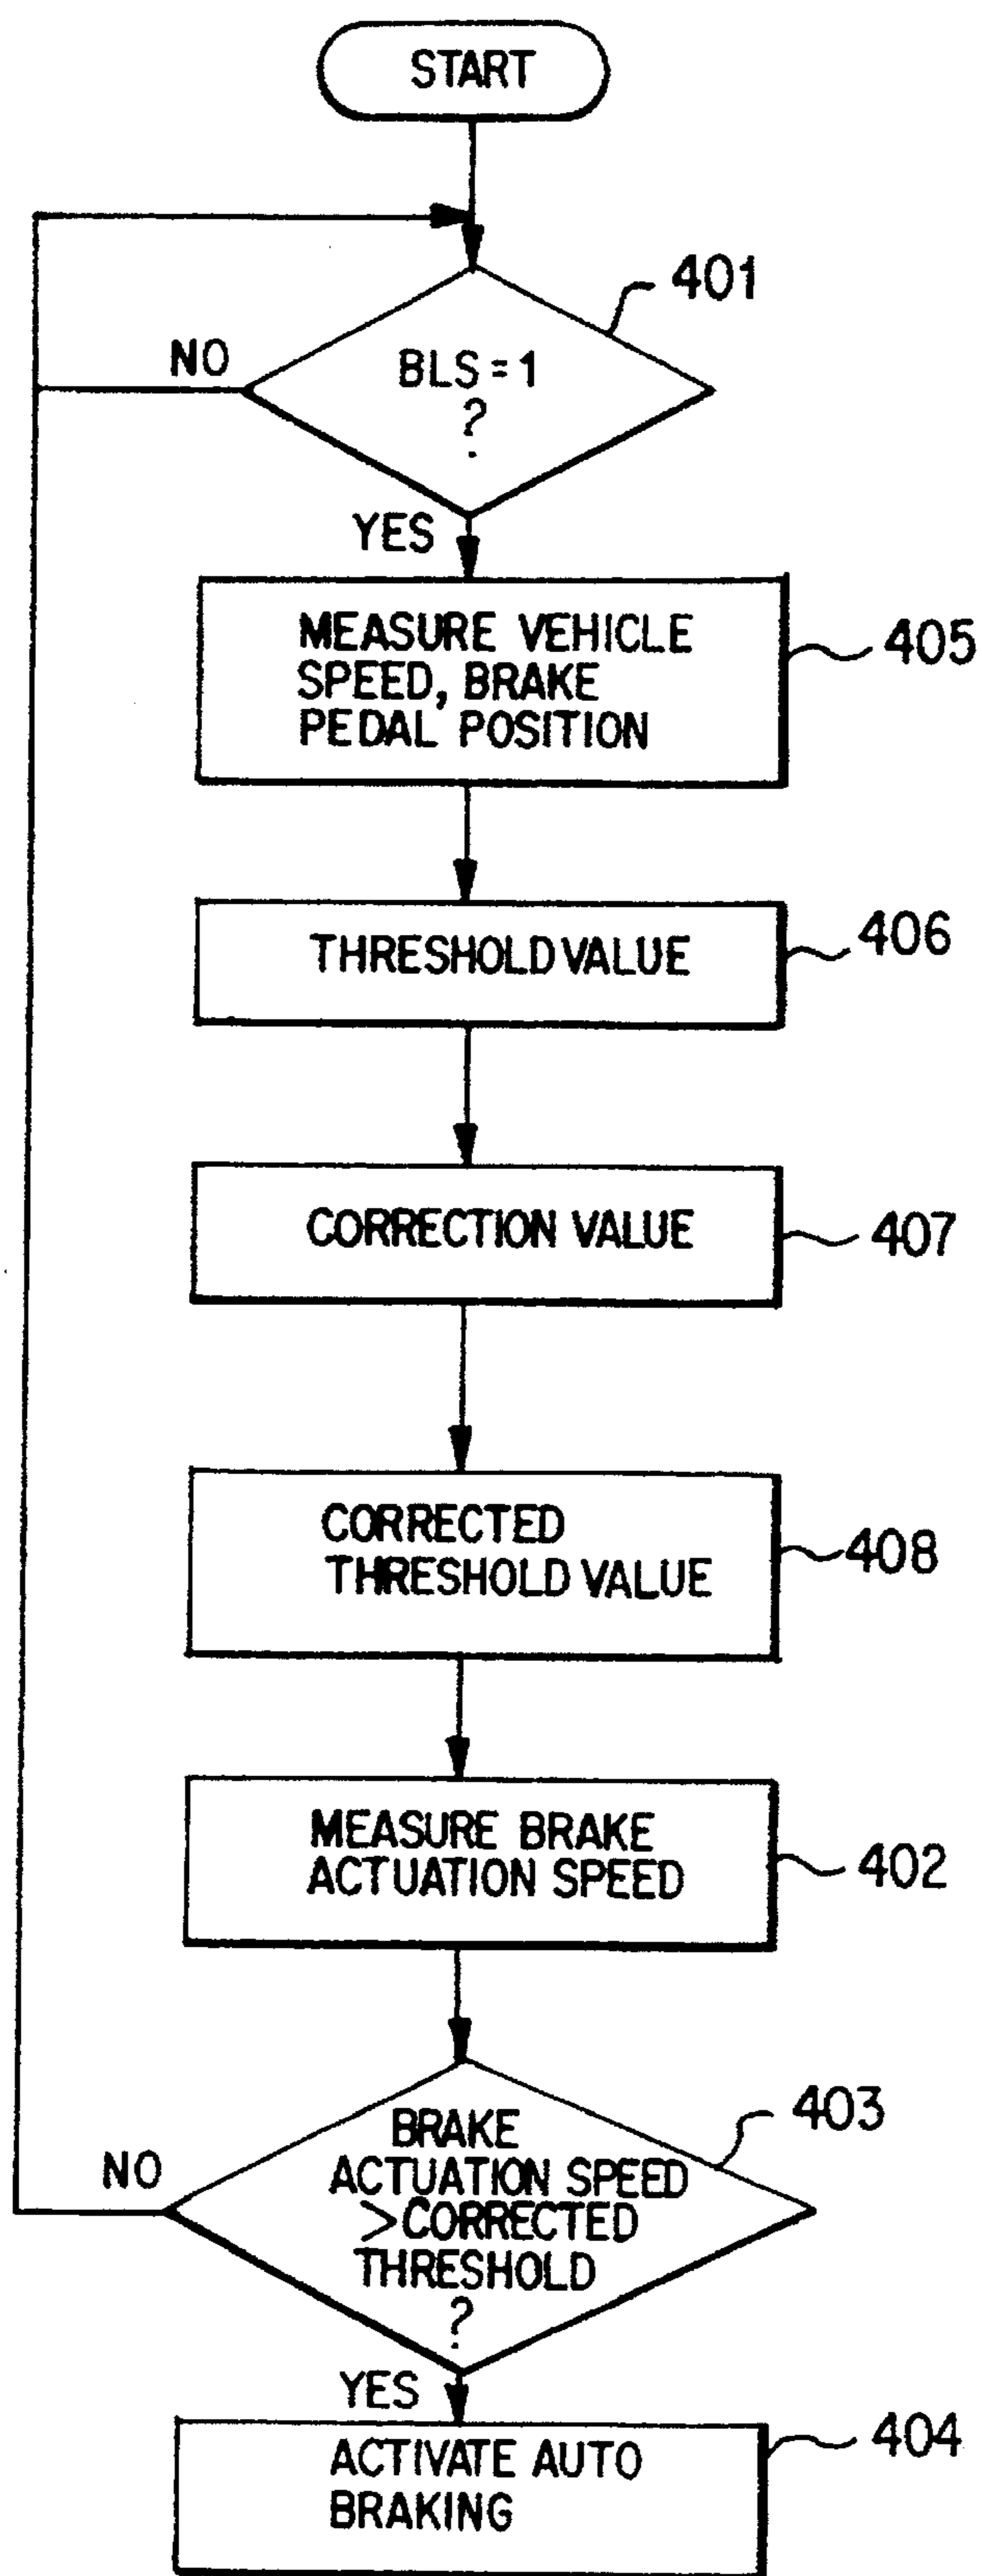 START
401
NO
BLS = 1
?
YES
MEASURE VEHICLE
SPEED, BRAKE
PEDAL POSITION
405
THRESHOLD VALUE
406
CORRECTION VALUE
407
CORRECTED
THRESHOLD VALUE
408
MEASURE BRAKE
ACTUATION SPEED
402
403
NO
BRAKE
ACTUATION SPEED
>CORRECTED
THRESHOLD
?
YES
ACTIVATE AUTO
BRAKING
404